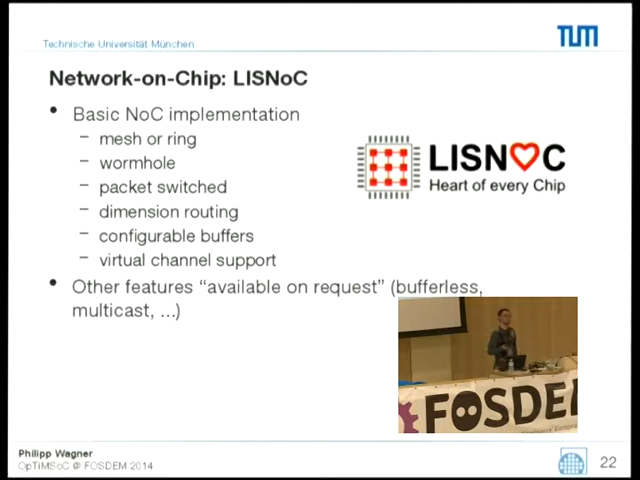 Technische Universität München
TUM
Network-on-Chip: LISNoC
• Basic NoC implementation
– mesh or ring
– wormhole
– packet switched
– dimension routing
– configurable buffers
– virtual channel support
• Other features “available on request” (bufferless,
multicast, ...)
LISNOC
Heart of every Chip
FOSDE
Philipp Wagner
OpTiMSoC @ FOSDEM 2014
22